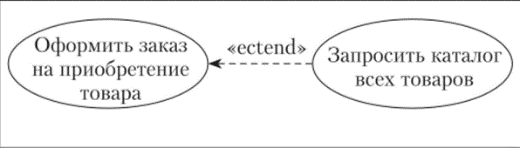 Оформить заказ
на приобретение
товара
«ectend»
Запросить каталог
всех товаров